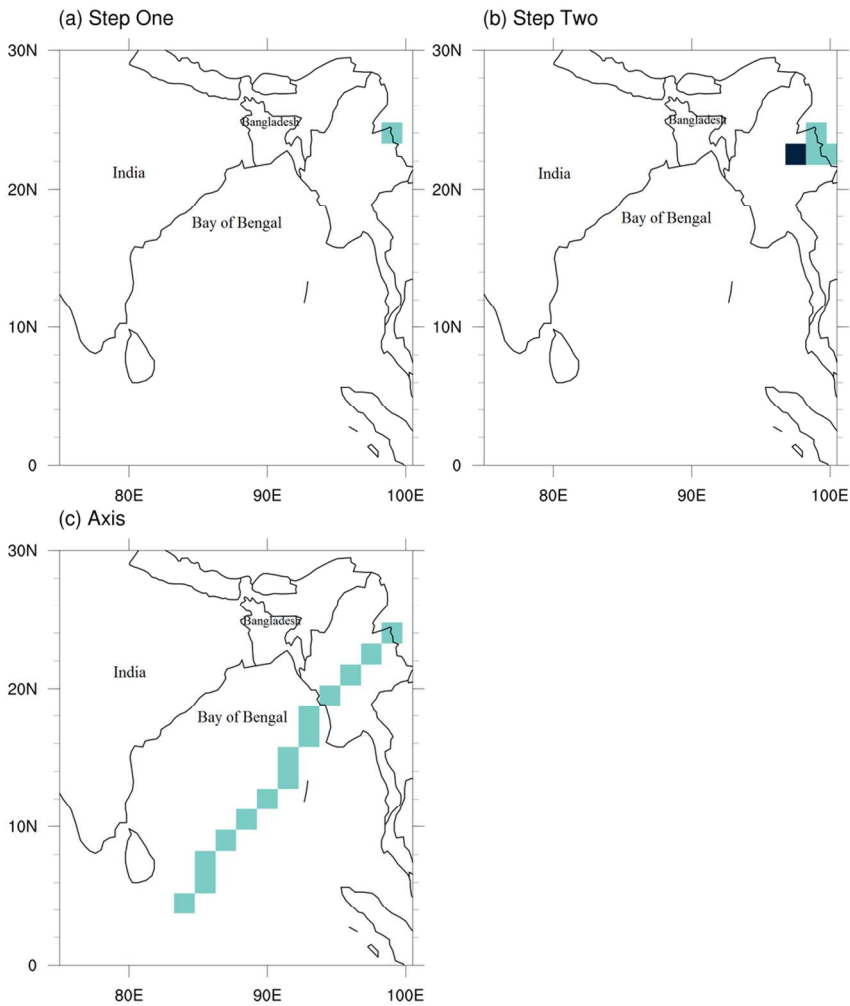 (a) Step One
30N
20N
10N
0
80E
90E
100E
India
Bangladesh
Bay of Bengal
(b) Step Two
30N
20N
10N
0
80E
90E
100E
India
Bangladesh
Bay of Bengal
(c) Axis
30N
20N
10N
0
80E
90E
100E
India
Bangladesh
Bay of Bengal